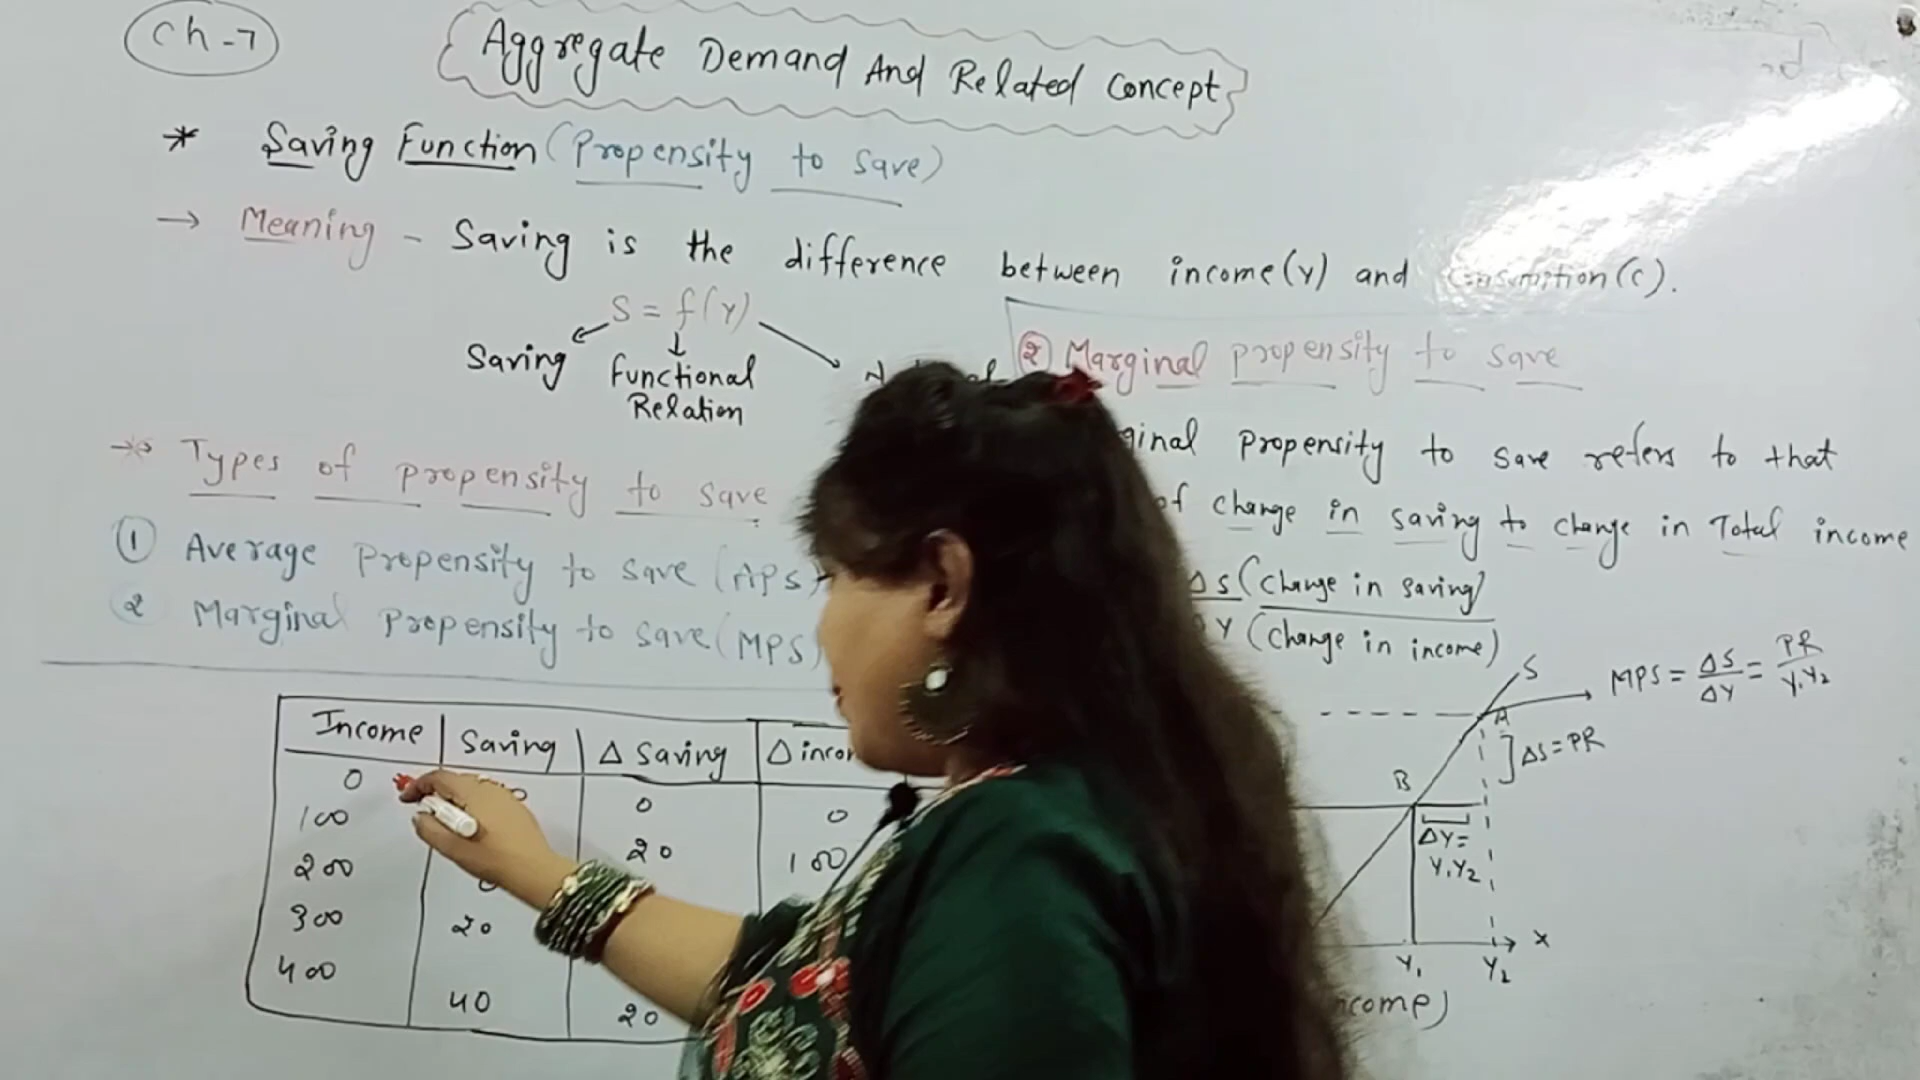 Ch-7
Aggregate Demand And Related Concept
* Saving Function (Propensity to save)
→ Meaning - Saving is the difference between income(Y) and (c).
S = f(Y)
Saving
Functional
Relation
→* Types of propensity to save
① Average Propensity to save (APS)
② Marginal Propensity to save (MPS)
Income | Saving | Δ Saving | Δ
0 | 0 | 0
100 | 20 | 100
200
300 | 20
400 | 40 | 20
② Marginal propensity to save
propensity to save refers to that
of change in saving to change in Total income
ΔS (Change in saving)
Y (Change in income)
S
MPS = ΔS/ΔY = PR/Y₁Y₂
A
ΔS = PR
B
ΔY =
Y₁Y₂
X
Y₁ Y₂